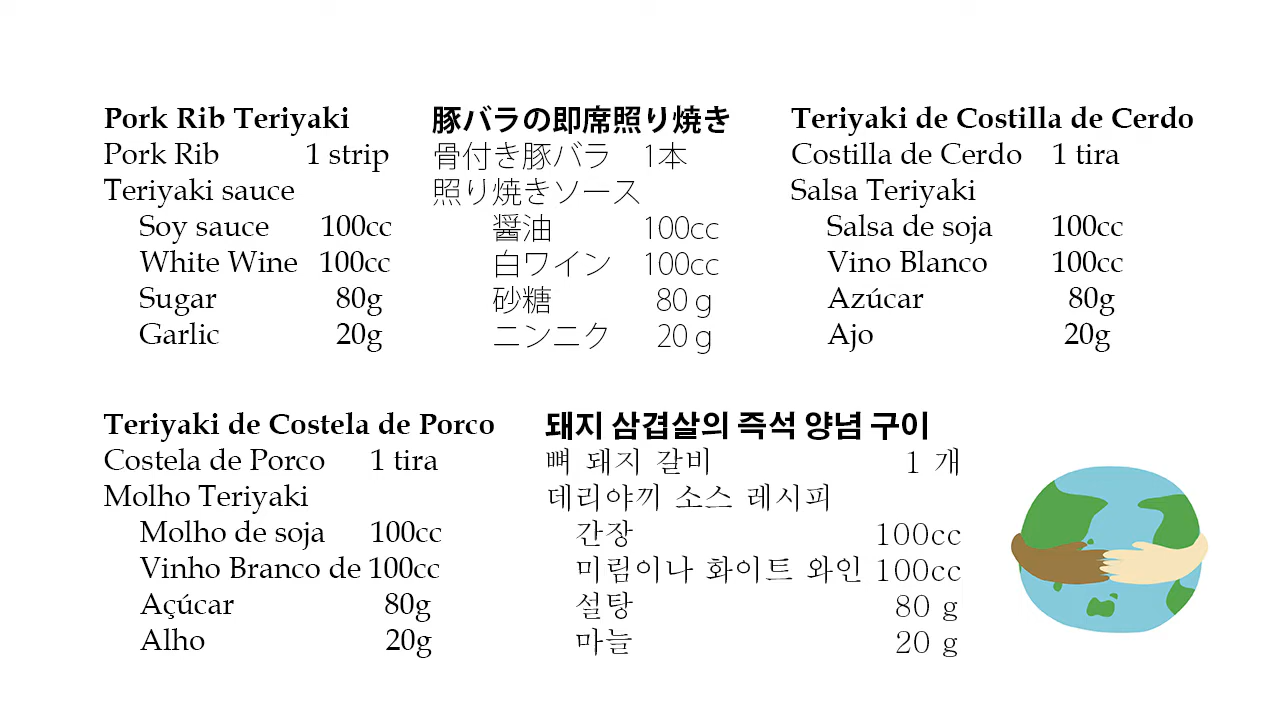 Pork Rib Teriyaki
Pork Rib 1 strip
Teriyaki sauce
Soy sauce 100cc
White Wine 100cc
Sugar 80g
Garlic 20g
豚バラの即席照り焼き
骨付き豚バラ 1本
照り焼きソース
醤油 100cc
白ワイン 100cc
砂糖 80g
ニンニク 20g
Teriyaki de Costilla de Cerdo
Costilla de Cerdo 1 tira
Salsa Teriyaki
Salsa de soja 100cc
Vino Blanco 100cc
Azúcar 80g
Ajo 20g
Teriyaki de Costela de Porco
Costela de Porco 1 tira
Molho Teriyaki
Molho de soja 100cc
Vinho Branco de 100cc
Açúcar 80g
Alho 20g
돼지 삼겹살의 즉석 양념 구이
뼈 돼지 갈비 1 개
데리야끼 소스 레시피
간장 100cc
미림이나 화이트 와인 100cc
설탕 80 g
마늘 20 g